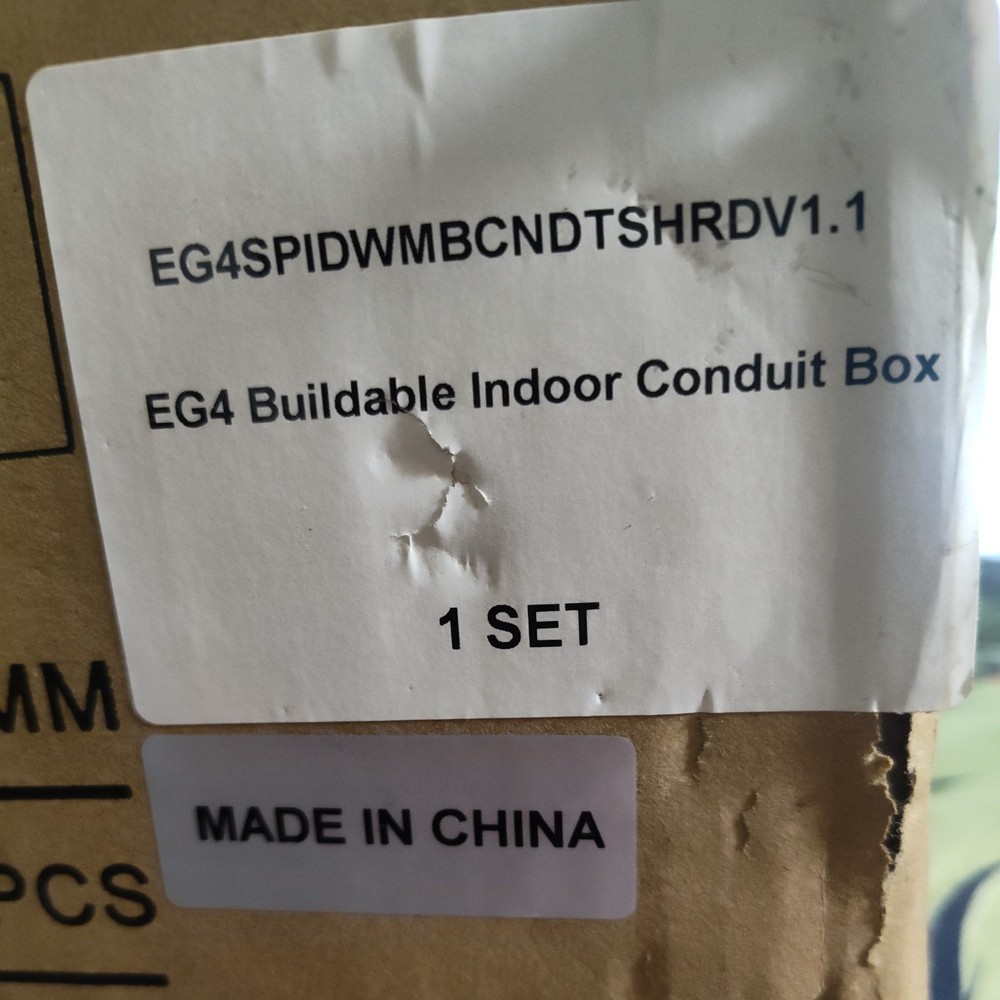 EG4SPIDWMBCNDTSHRDV1.1
EG4 Buildable Indoor Conduit Box
1 SET
MM
MADE IN CHINA
PCS